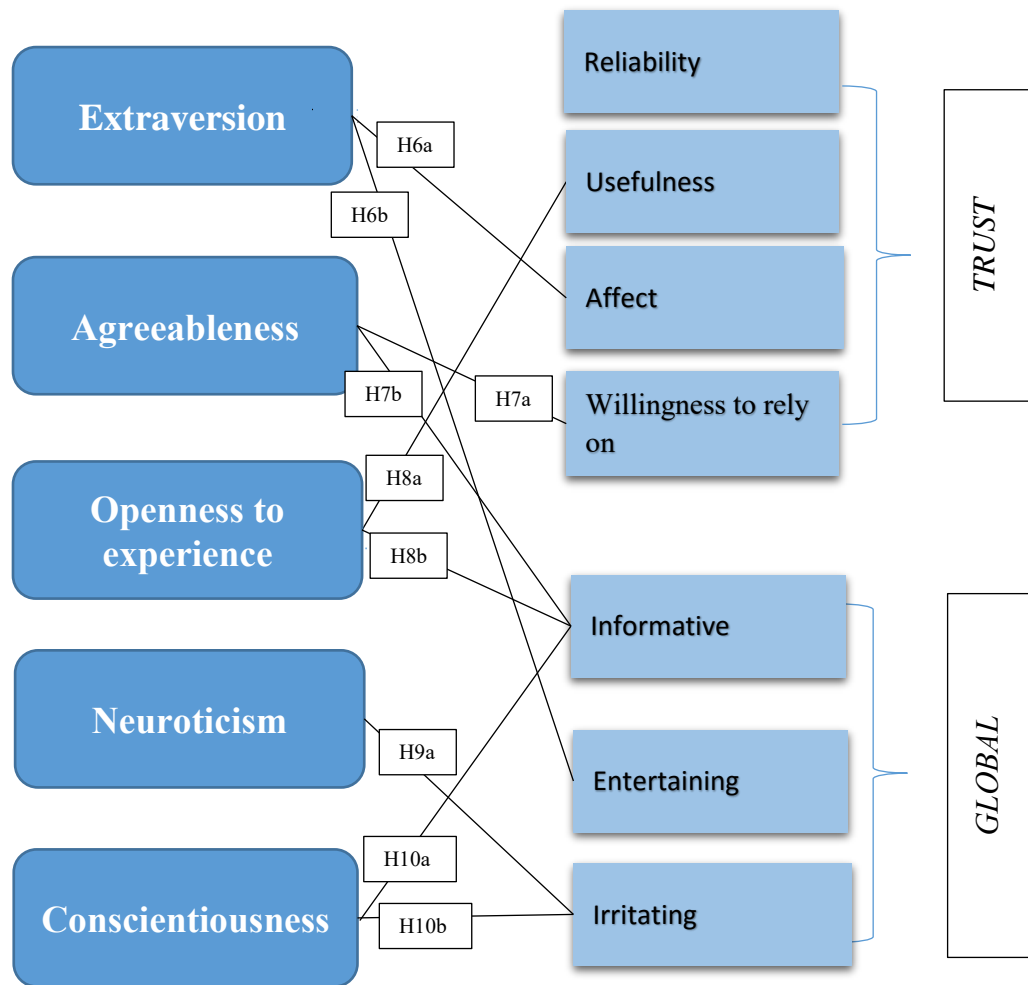 Extraversion
Agreeableness
Openness to
experience
Neuroticism
Conscientiousness
H6a
H6b
H7b
H7a
H8a
H8b
H9a
H10a
H10b
Reliability
Usefulness
Affect
Willingness to rely
on
Informative
Entertaining
Irritating
TRUST
GLOBAL